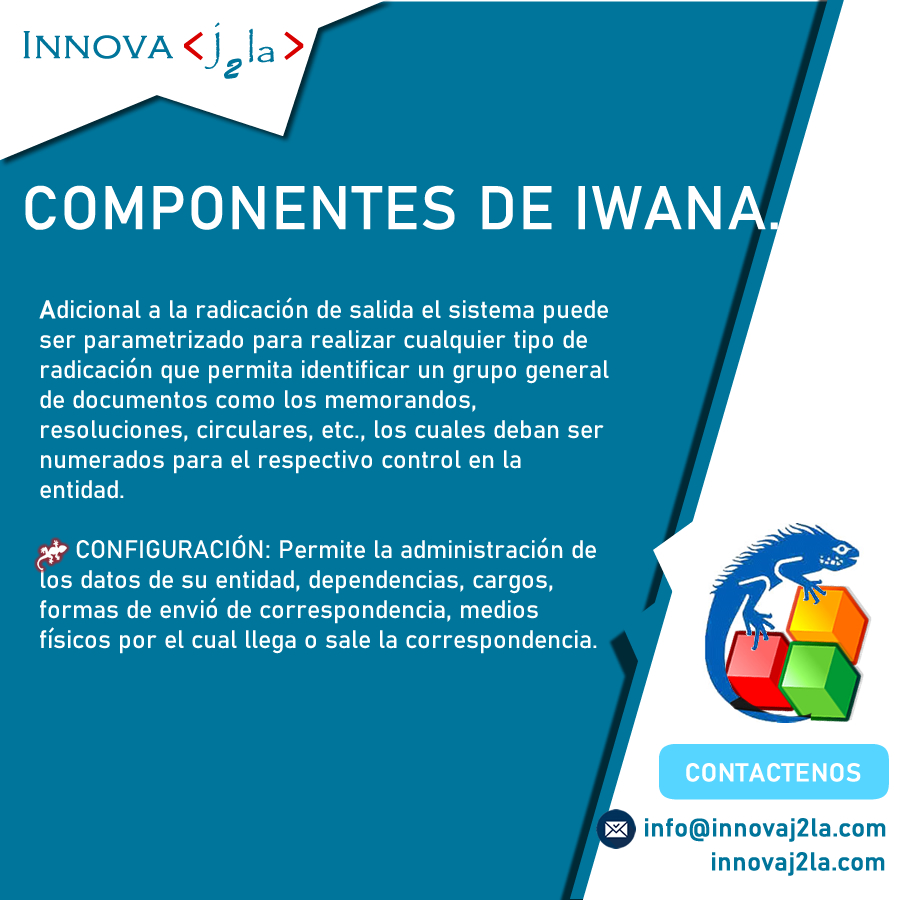 INNOVA <j2la>
COMPONENTES DE IWANA.
Adicional a la radicación de salida el sistema puede
ser parametrizado para realizar cualquier tipo de
radicación que permita identificar un grupo general
de documentos como los memorandos,
resoluciones, circulares, etc., los cuales deban ser
numerados para el respectivo control en la
entidad.
CONFIGURACIÓN: Permite la administración de
los datos de su entidad, dependencias, cargos,
formas de envió de correspondencia, medios
físicos por el cual llega o sale la correspondencia.
CONTACTENOS
info@innovaj2la.com
innovaj2la.com